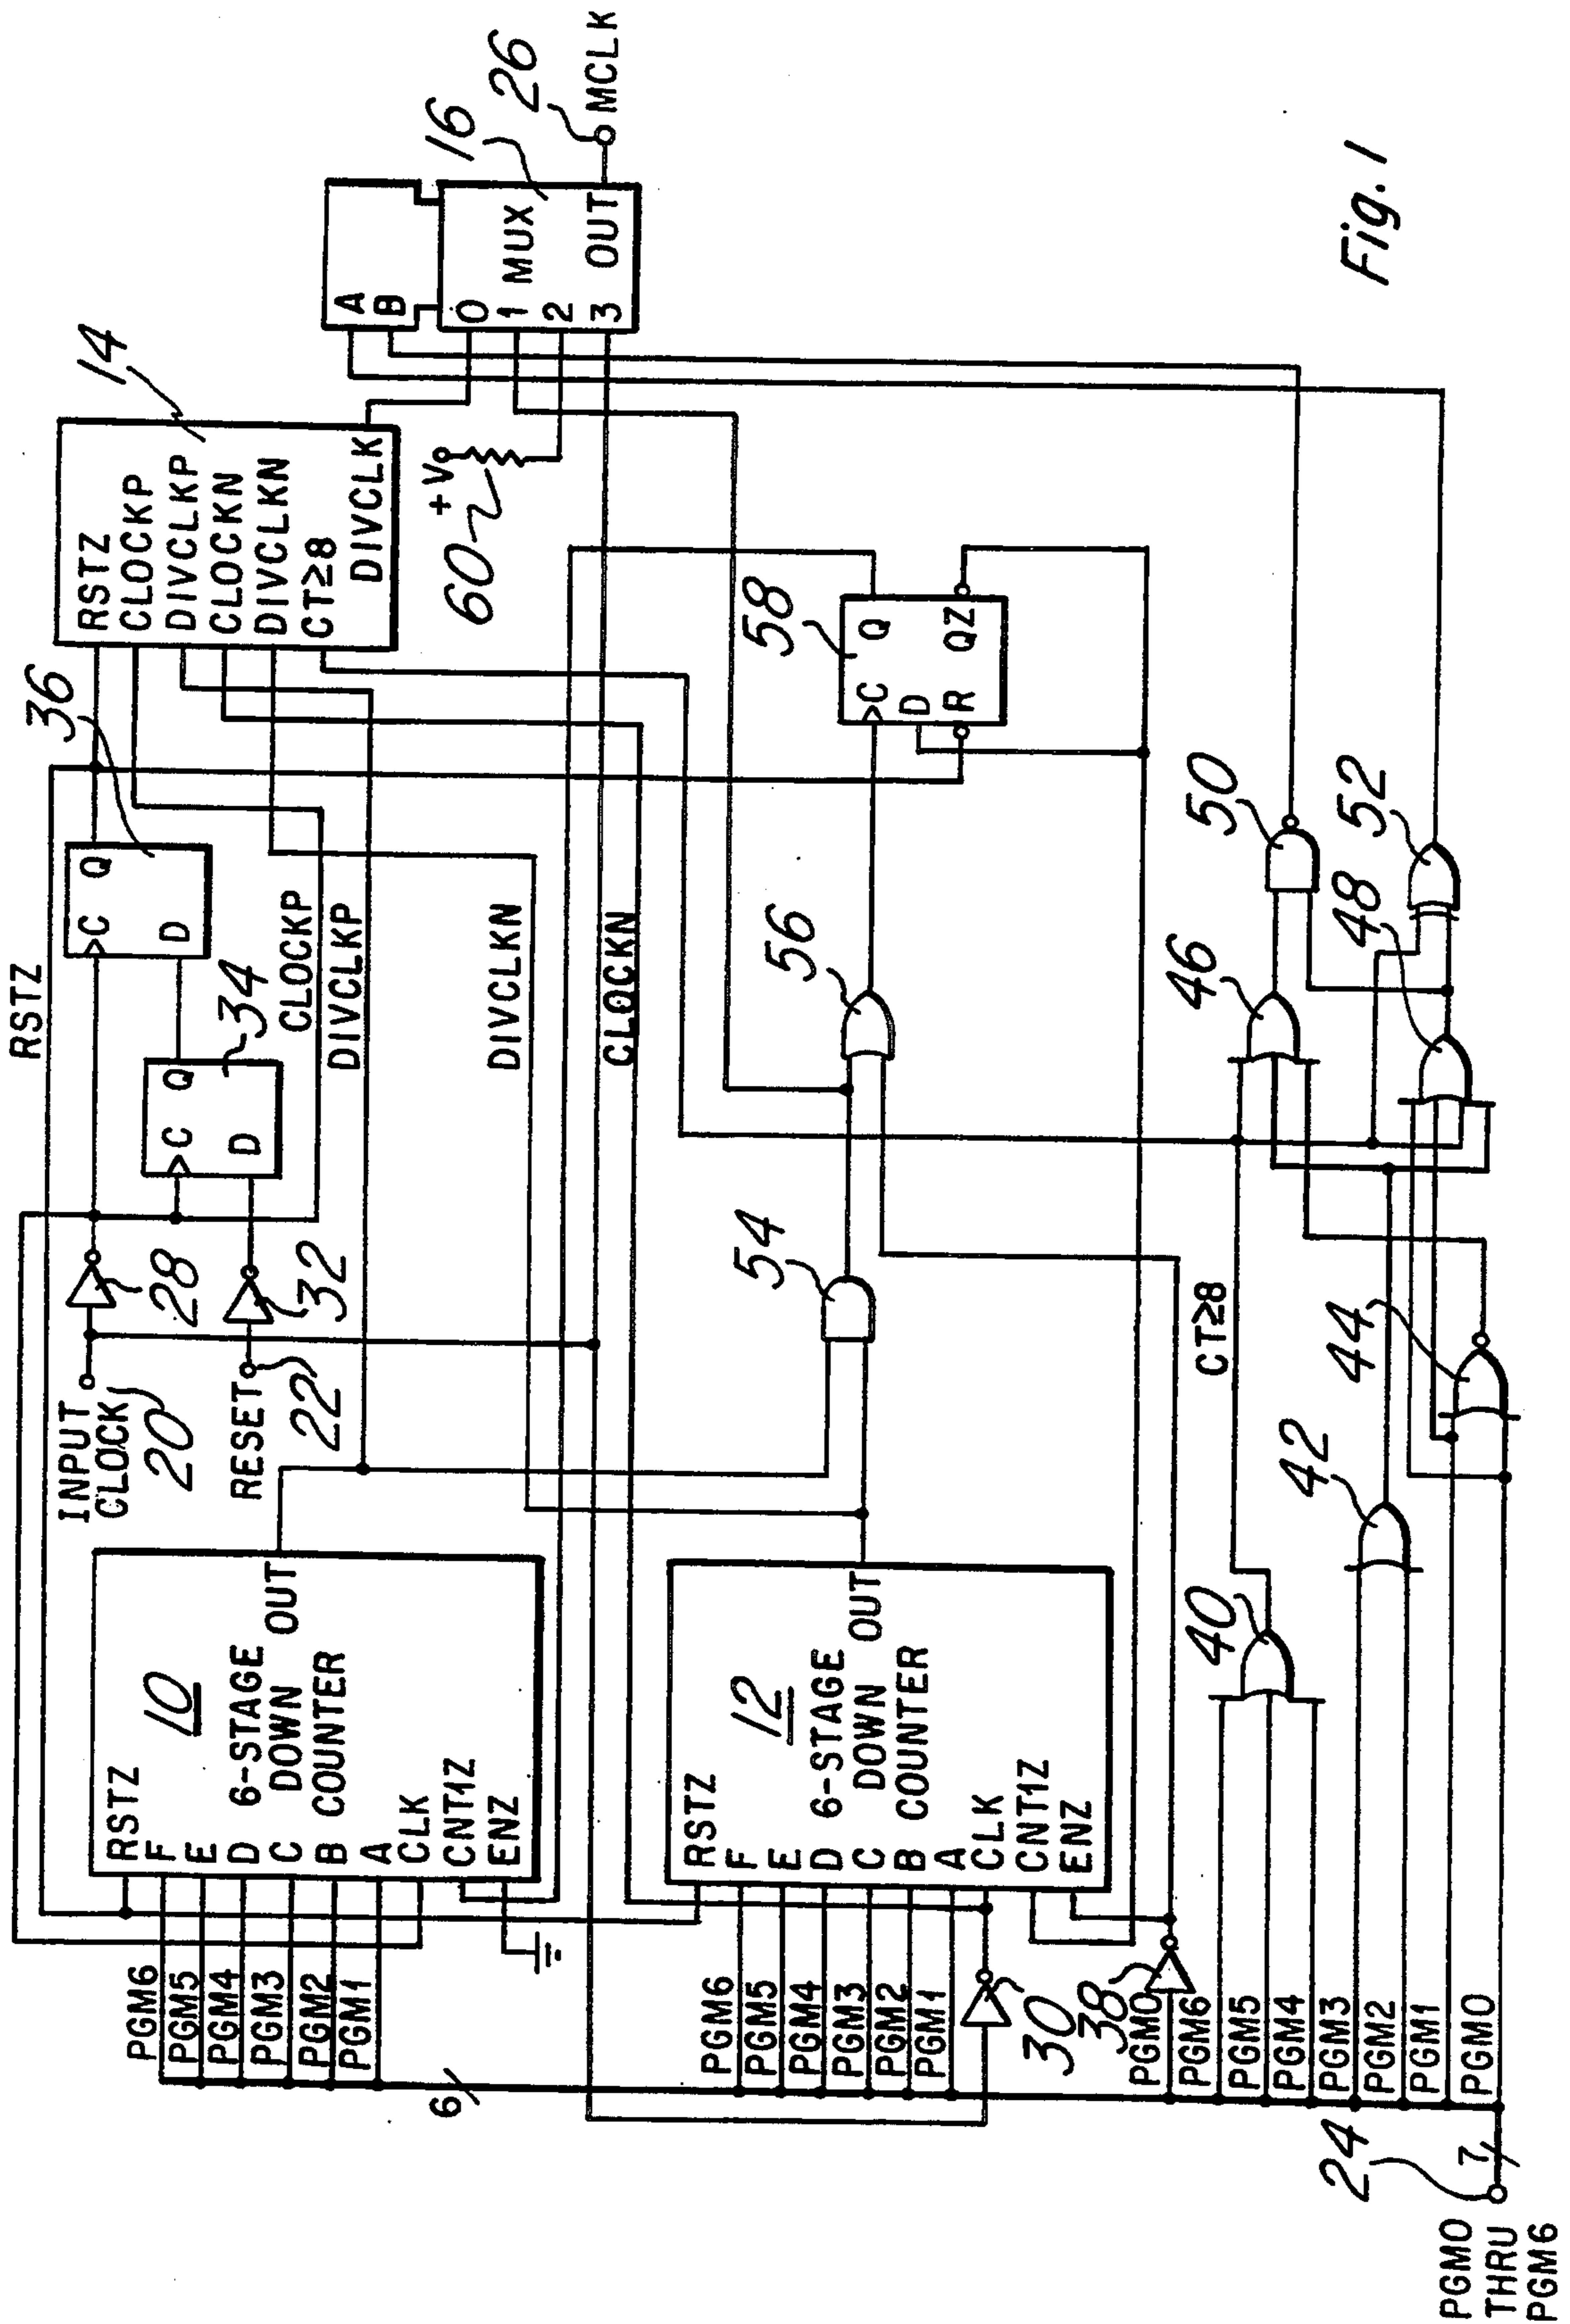 RSTZ
INPUT
CLOCK
20
28
RESET
22
32
C
Q
D
34
C
Q
D
36
CLOCKP
DIVCLKP
DIVCLKN
CLOCKN
14
RSTZ
CLOCKP
DIVCLKP
CLOCKN
DIVCLKN
CT≥8
DIVCLK
+V
60
A
B
0
1
2
3
MUX
OUT
16
26
MCLK
PGM6
PGM5
PGM4
PGM3
PGM2
PGM1
RSTZ
F
E
D
C
B
A
CLK
CNT1Z
ENZ
10
6-STAGE
DOWN
COUNTER
OUT
6
PGM6
PGM5
PGM4
PGM3
PGM2
PGM1
RSTZ
F
E
D
C
B
A
CLK
CNT1Z
ENZ
12
6-STAGE
DOWN
COUNTER
OUT
30
38
54
56
58
C
D
R
Q
QZ
PGM0
PGM6
PGM5
PGM4
PGM3
PGM2
PGM1
PGM0
40
CT≥8
42
44
46
48
50
52
24
7
PGM0
THRU
PGM6
Fig. 1